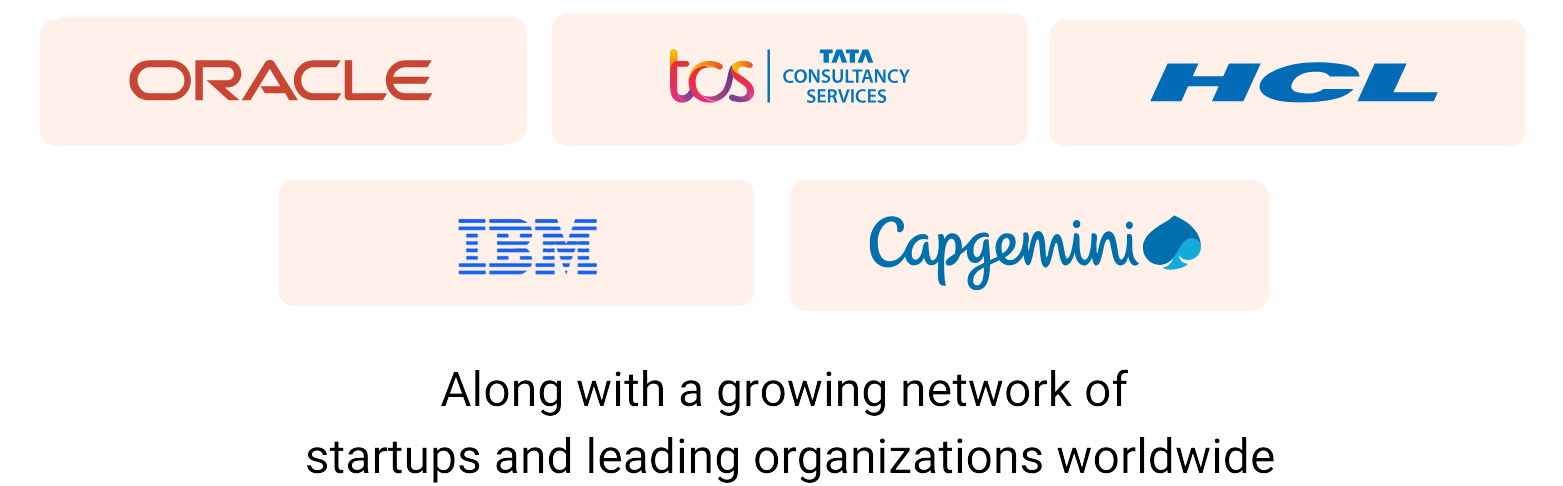 ORACLE
tcs
TATA
CONSULTANCY
SERVICES
HCL
IBM
Capgemini
Along with a growing network of
startups and leading organizations worldwide